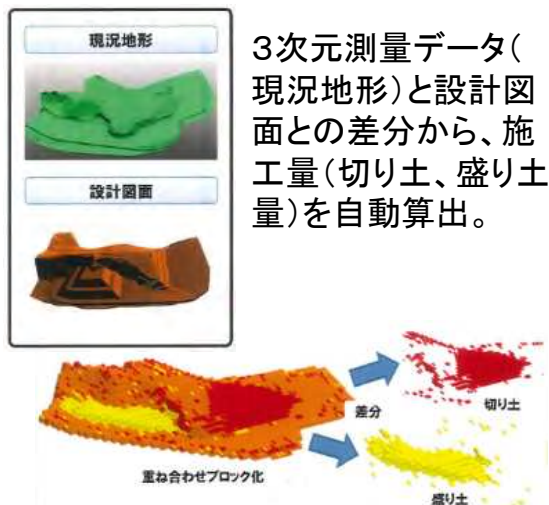 現況地形
設計図面
3次元測量データ(
現況地形)と設計図
面との差分から、施
工量(切り土、盛り土
量)を自動算出。
差分
切り土
重ね合わせブロック化
盛り土